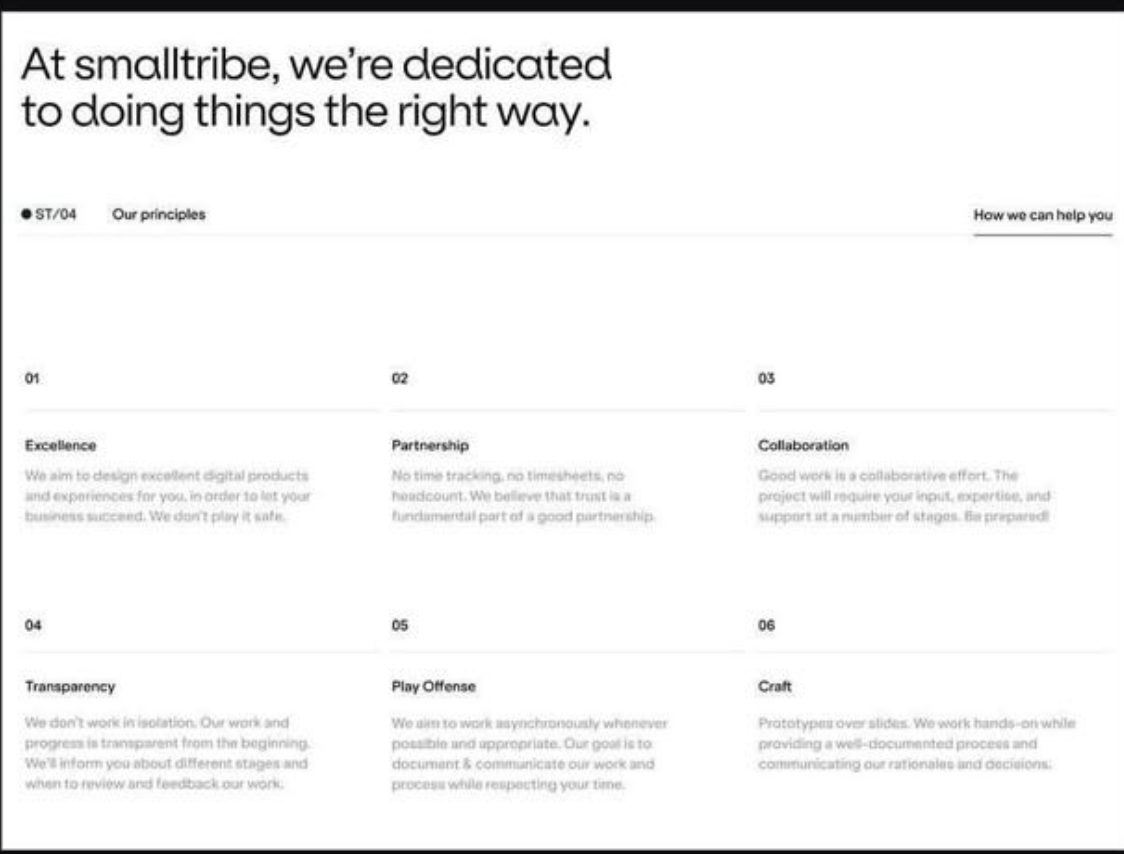 At smalltribe, we're dedicated
to doing things the right way.
ST/04 Our principles How we can help you
01
Excellence
We aim to design excellent digital products
and experiences for you, in order to let your
business succeed. We don't play it safe.
02
Partnership
No time tracking, no timesheets, no
headcount. We believe that trust is a
fundamental part of a good partnership.
03
Collaboration
Good work is a collaborative effort. The
project will require your input, expertise, and
support at a number of stages. Be prepared!
04
Transparency
We don't work in isolation. Our work and
progress is transparent from the beginning.
We'll inform you about different stages and
when to review and feedback our work.
05
Play Offense
We aim to work asynchronously whenever
possible and appropriate. Our goal is to
document & communicate our work and
process while respecting your time.
06
Craft
Prototypes over slides. We work hands-on while
providing a well-documented process and
communicating our rationales and decisions.